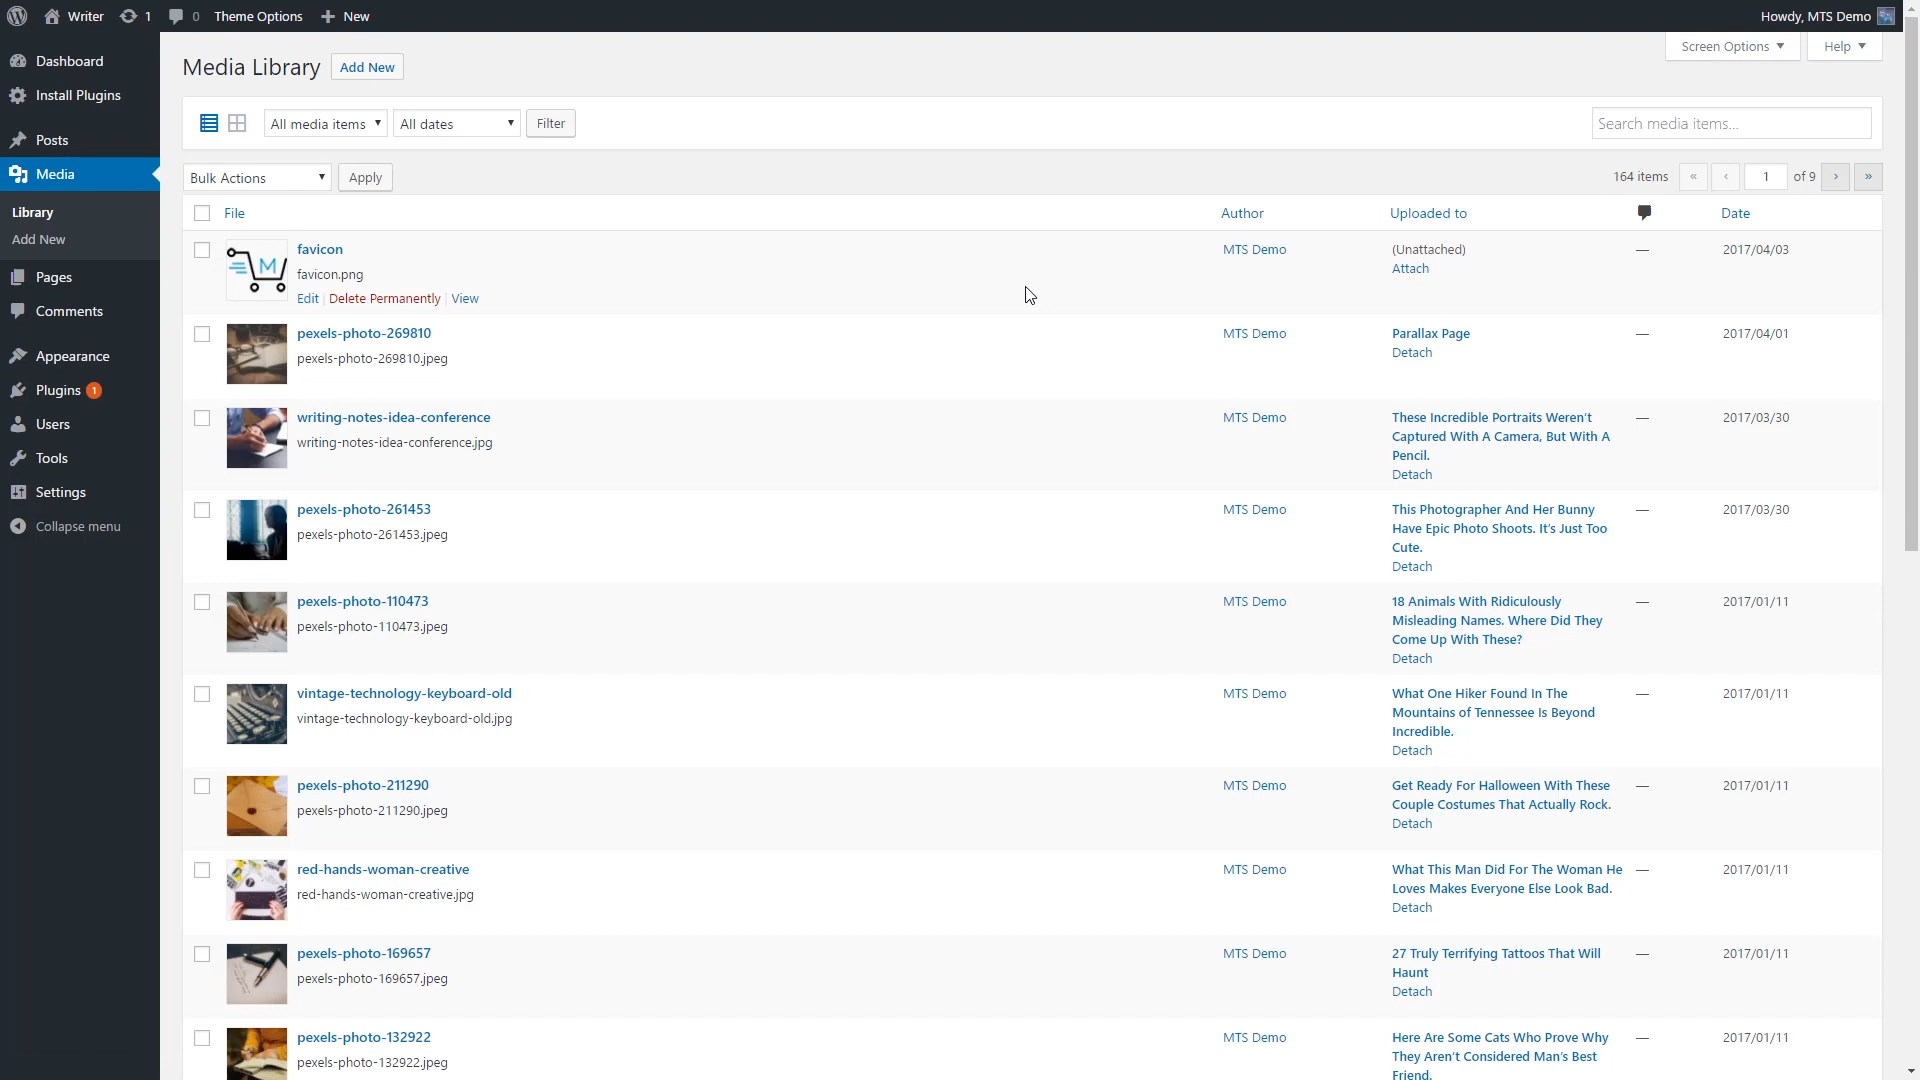 Writer 1 0 Theme Options New Howdy, MTS Demo
Screen Options Help
Dashboard
Install Plugins
Posts
Media
Library
Add New
Pages
Comments
Appearance
Plugins 1
Users
Tools
Settings
Collapse menu
Media Library Add New
All media items All dates Filter Search media items...
Bulk Actions Apply 164 items « ‹ 1 of 9 › »
File Author Uploaded to Date
favicon MTS Demo (Unattached) — 2017/04/03
favicon.png Attach
Edit | Delete Permanently | View
pexels-photo-269810 MTS Demo Parallax Page — 2017/04/01
pexels-photo-269810.jpeg Detach
writing-notes-idea-conference MTS Demo These Incredible Portraits Weren’t — 2017/03/30
writing-notes-idea-conference.jpg Captured With A Camera, But With A
Pencil.
Detach
pexels-photo-261453 MTS Demo This Photographer And Her Bunny — 2017/03/30
pexels-photo-261453.jpeg Have Epic Photo Shoots. It’s Just Too
Cute.
Detach
pexels-photo-110473 MTS Demo 18 Animals With Ridiculously — 2017/01/11
pexels-photo-110473.jpeg Misleading Names. Where Did They
Come Up With These?
Detach
vintage-technology-keyboard-old MTS Demo What One Hiker Found In The — 2017/01/11
vintage-technology-keyboard-old.jpg Mountains of Tennessee Is Beyond
Incredible.
Detach
pexels-photo-211290 MTS Demo Get Ready For Halloween With These — 2017/01/11
pexels-photo-211290.jpeg Couple Costumes That Actually Rock.
Detach
red-hands-woman-creative MTS Demo What This Man Did For The Woman He — 2017/01/11
red-hands-woman-creative.jpg Loves Makes Everyone Else Look Bad.
Detach
pexels-photo-169657 MTS Demo 27 Truly Terrifying Tattoos That Will — 2017/01/11
pexels-photo-169657.jpeg Haunt
Detach
pexels-photo-132922 MTS Demo Here Are Some Cats Who Prove Why — 2017/01/11
pexels-photo-132922.jpeg They Aren’t Considered Man’s Best
Friend.